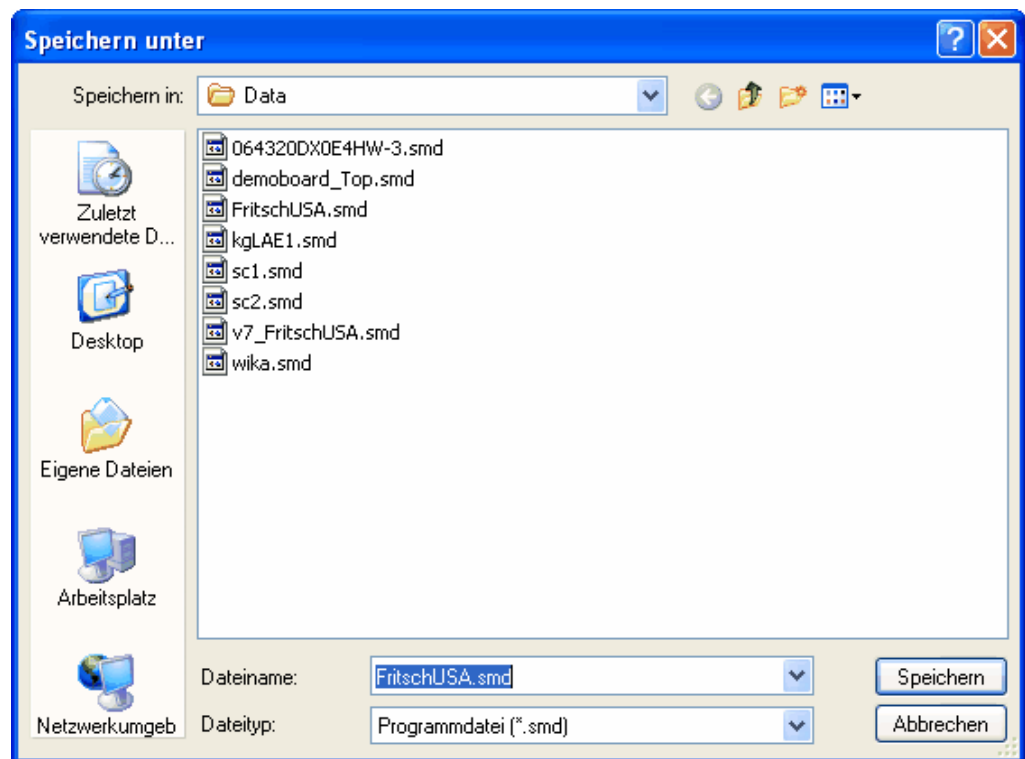 Speichern unter
Speichern in:
Data
064320DX0E4HW-3.smd
demoboard_Top.smd
FritschUSA.smd
kgLAE1.smd
sc1.smd
sc2.smd
v7_FritschUSA.smd
wika.smd
Zuletzt
verwendete D...
Desktop
Eigene Dateien
Arbeitsplatz
Netzwerkumgeb
Dateiname:
FritschUSA.smd
Speichern
Dateityp:
Programmdatei (*.smd)
Abbrechen